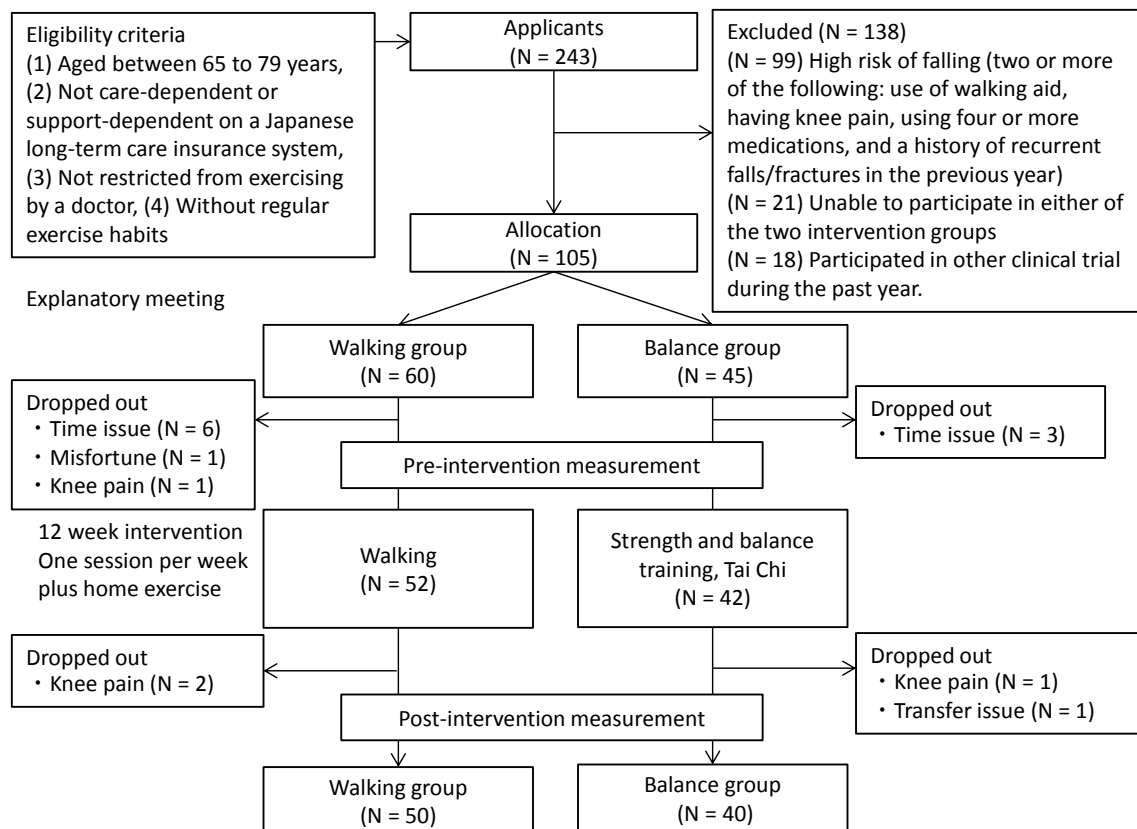 Eligibility criteria
(1) Aged between 65 to 79 years,
(2) Not care-dependent or
support-dependent on a Japanese
long-term care insurance system,
(3) Not restricted from exercising
by a doctor, (4) Without regular
exercise habits
Applicants
(N = 243)
Excluded (N = 138)
(N = 99) High risk of falling (two or more
of the following: use of walking aid,
having knee pain, using four or more
medications, and a history of recurrent
falls/fractures in the previous year)
(N = 21) Unable to participate in either of
the two intervention groups
(N = 18) Participated in other clinical trial
during the past year.
Allocation
(N = 105)
Explanatory meeting
Walking group
(N = 60)
Balance group
(N = 45)
Dropped out
・Time issue (N = 6)
・Misfortune (N = 1)
・Knee pain (N = 1)
Dropped out
・Time issue (N = 3)
Pre-intervention measurement
12 week intervention
One session per week
plus home exercise
Walking
(N = 52)
Strength and balance
training, Tai Chi
(N = 42)
Dropped out
・Knee pain (N = 2)
Dropped out
・Knee pain (N = 1)
・Transfer issue (N = 1)
Post-intervention measurement
Walking group
(N = 50)
Balance group
(N = 40)